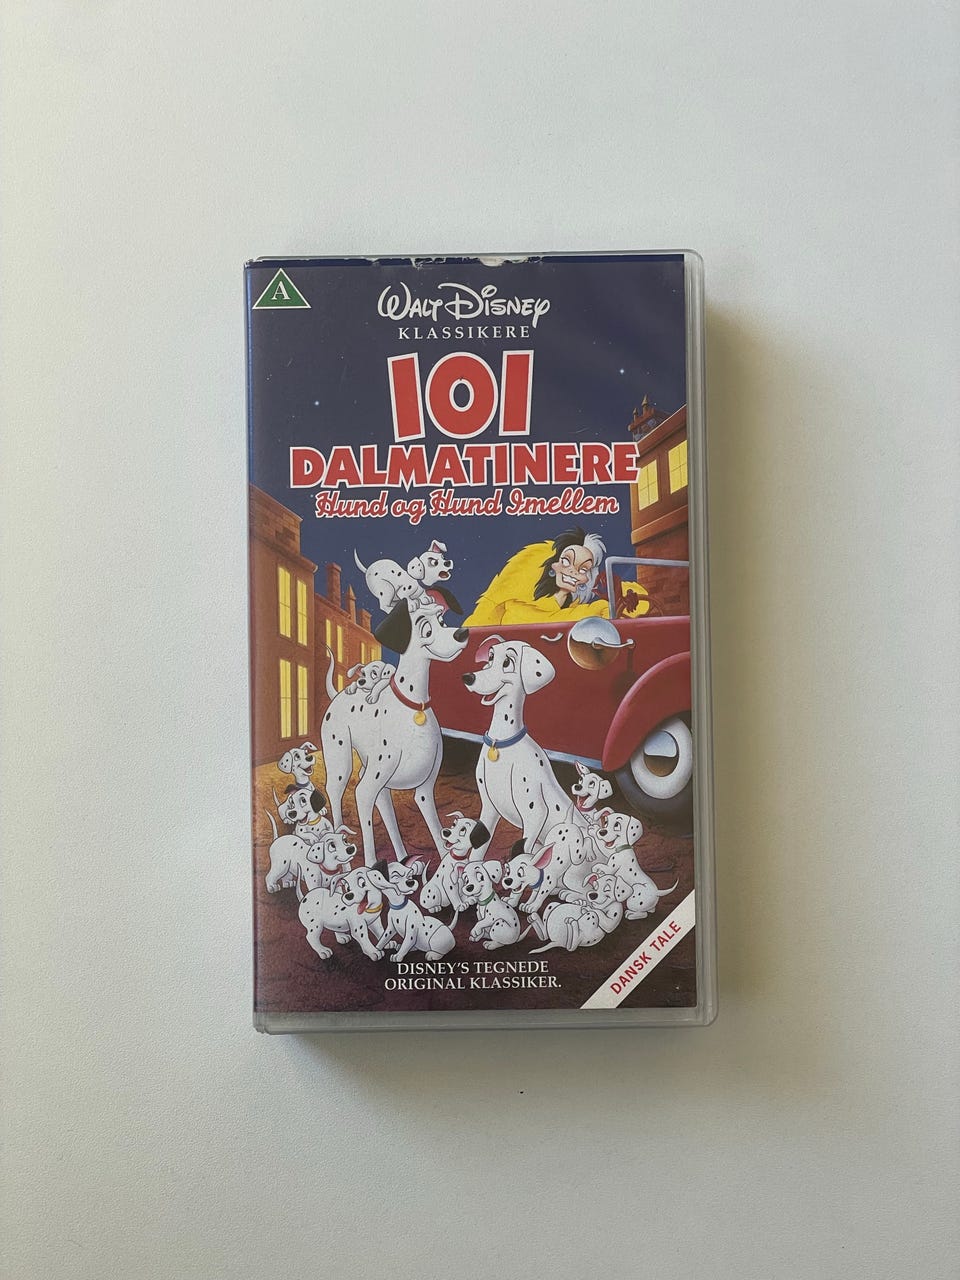 A
WALT DISNEY
KLASSIKERE
101
DALMATINERE
Hund og Hund Imellem
DISNEY'S TEGNEDE
ORIGINAL KLASSIKER.
DANSK TALE